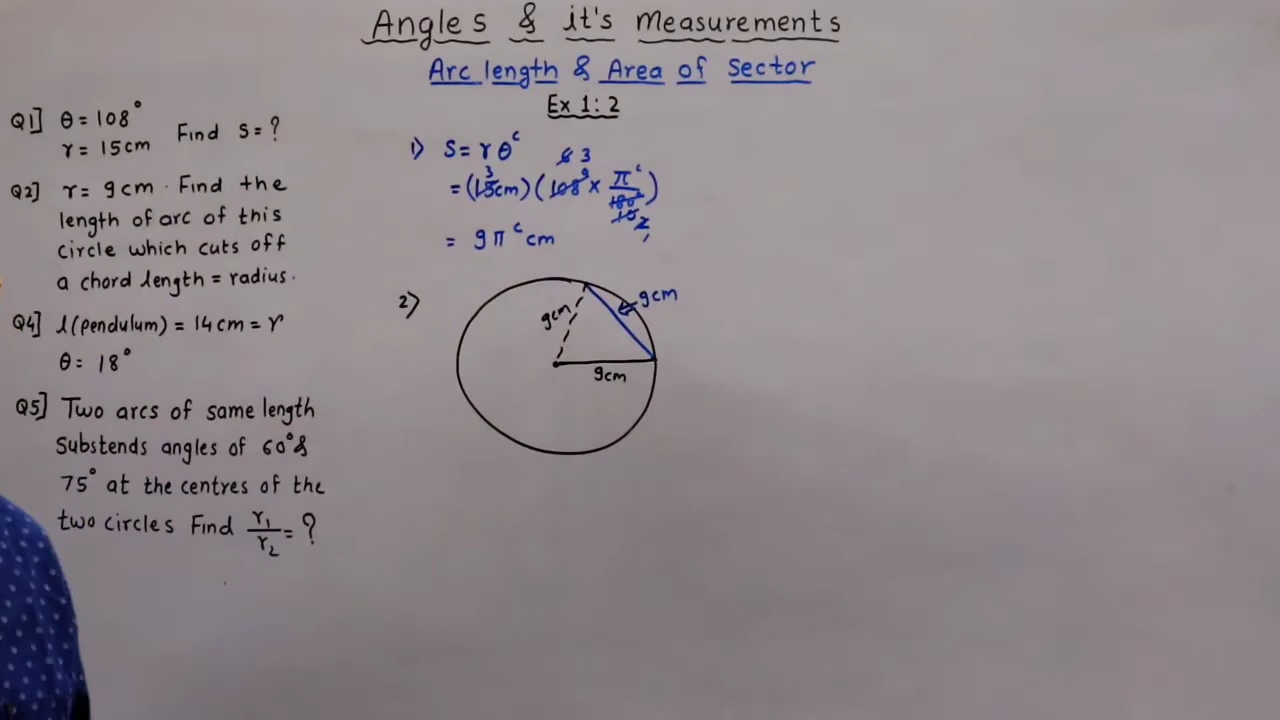 Angles & it's Measurements
Arc length & Area of Sector
Ex 1:2
Q1] θ = 108°
r = 15cm Find s = ?
Q2] r = 9cm. Find the
length of arc of this
circle which cuts off
a chord length = radius.
Q4] l(pendulum) = 14cm = r
θ = 18°
Q5] Two arcs of same length
Substends angles of 60° &
75° at the centres of the
two circles Find r₁/r₂ = ?
1) S = r θᶜ
= (15cm) (108° × πᶜ/180°)
= 9πᶜ cm
2)
9cm
9cm
9cm